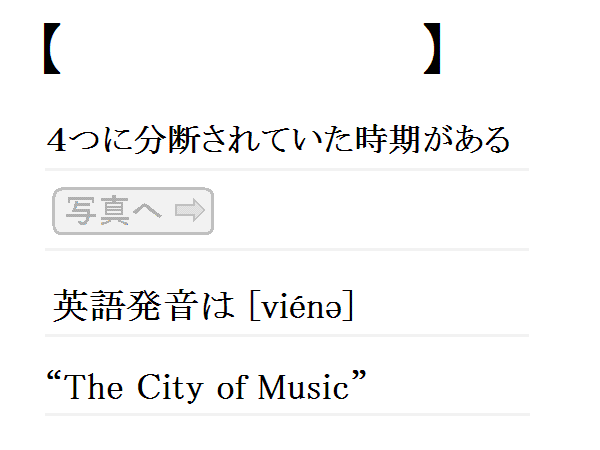 【　　　　　　　　】
4つに分断されていた時期がある
写真へ ⇨
英語発音は [viénə]
“The City of Music”